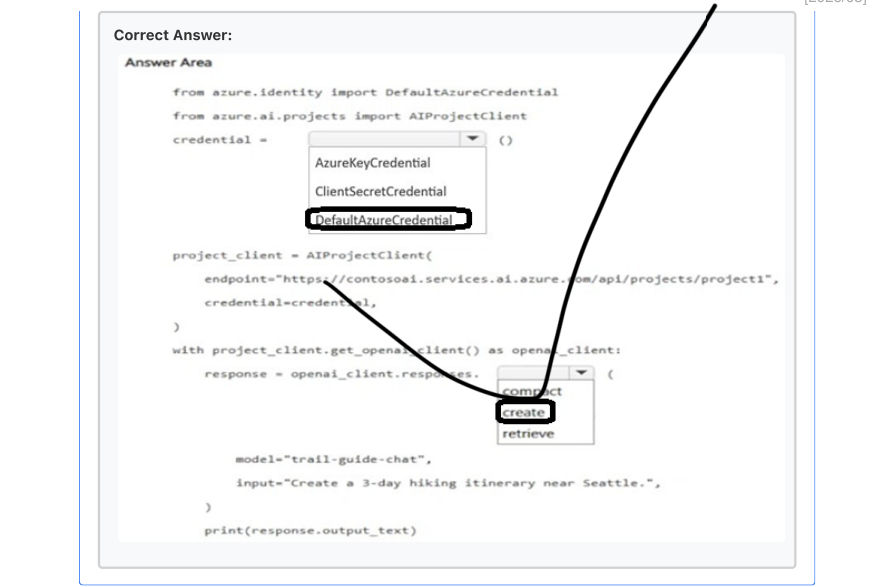 Correct Answer:
Answer Area
from azure.identity import DefaultAzureCredential
from azure.ai.projects import AIProjectClient
credential = ()
AzureKeyCredential
ClientSecretCredential
DefaultAzureCredential
project_client = AIProjectClient(
endpoint="https://contosoai.services.ai.azure.com/api/projects/project1",
credential=credential,
)
with project_client.get_openai_client() as openai_client:
response = openai_client.responses. (
compact
create
retrieve
model="trail-guide-chat",
input="Create a 3-day hiking itinerary near Seattle.",
)
print(response.output_text)